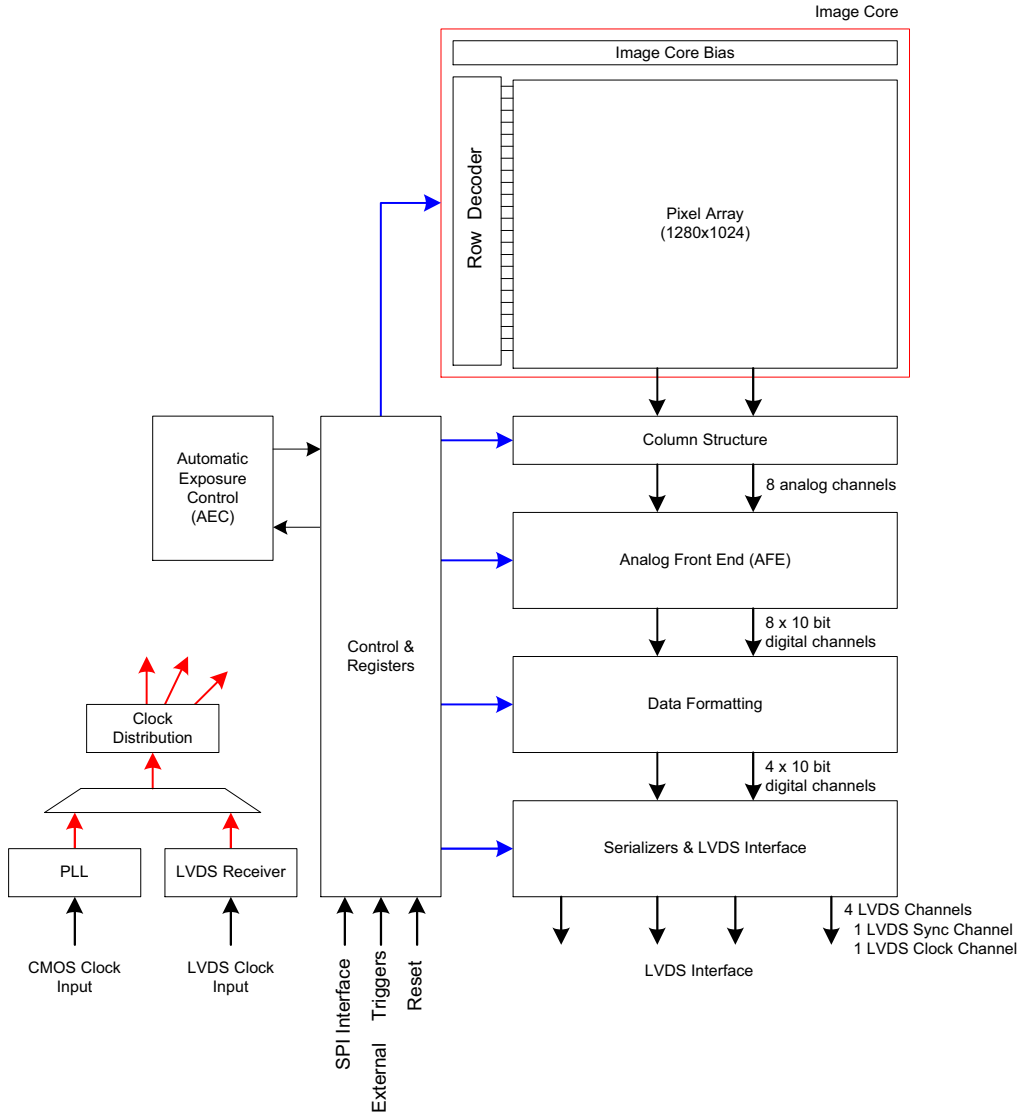 Image Core
Image Core Bias
Row Decoder
Pixel Array
(1280x1024)
Automatic
Exposure
Control
(AEC)
Column Structure
8 analog channels
Analog Front End (AFE)
8 x 10 bit
digital channels
Control &
Registers
Data Formatting
Clock
Distribution
4 x 10 bit
digital channels
Serializers & LVDS Interface
PLL
LVDS Receiver
4 LVDS Channels
1 LVDS Sync Channel
1 LVDS Clock Channel
LVDS Interface
CMOS Clock
Input
LVDS Clock
Input
SPI Interface
External Triggers
Reset